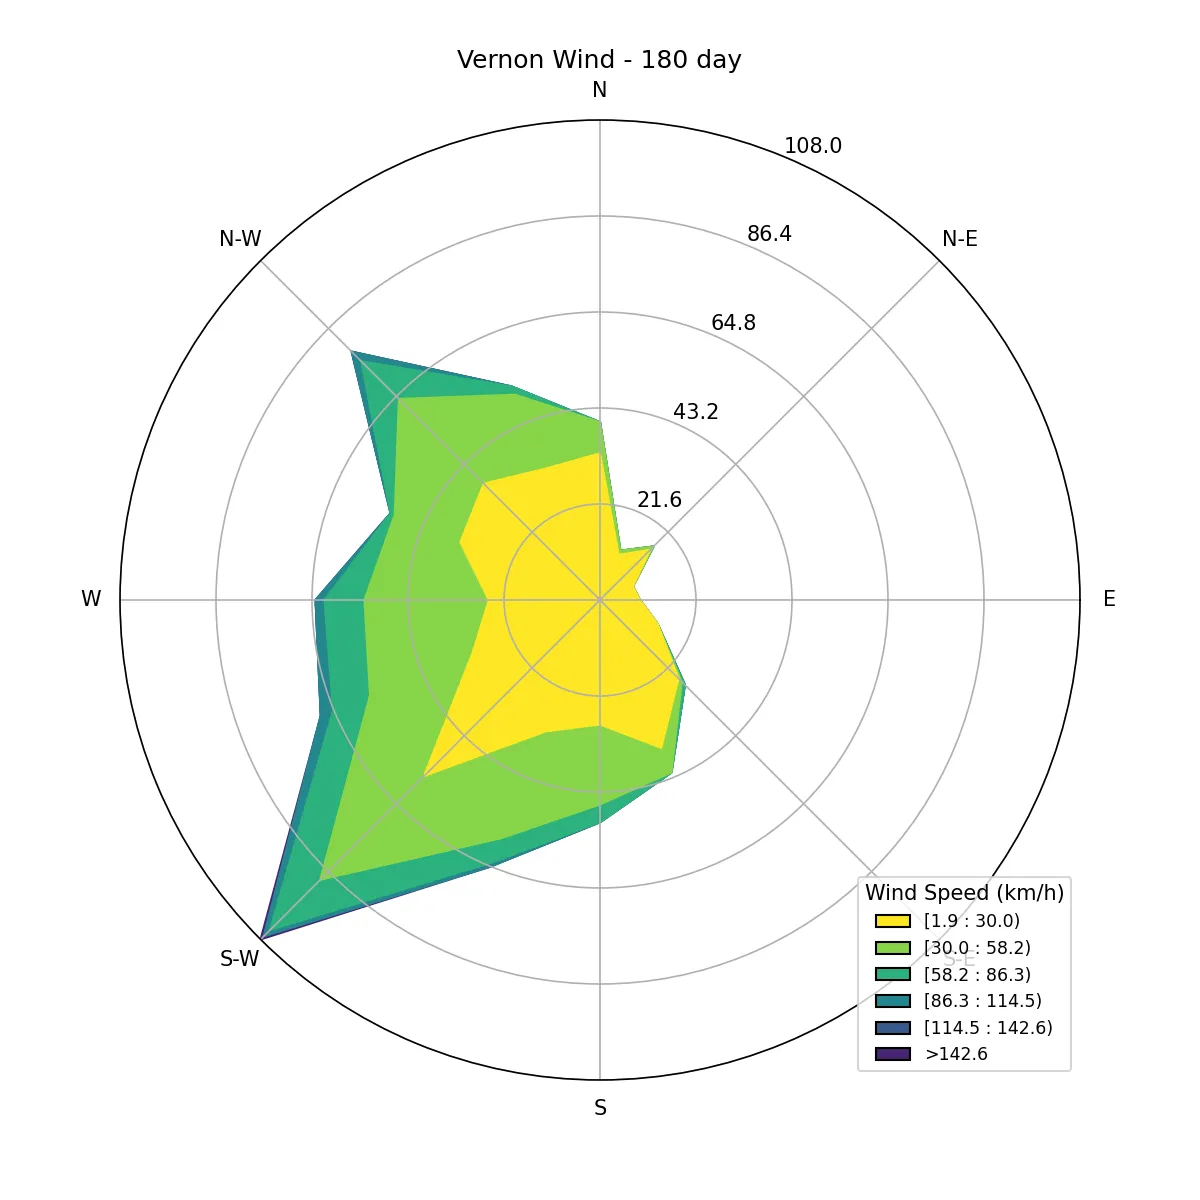 Vernon Wind - 180 day
N
108.0
86.4
N-W
N-E
64.8
43.2
21.6
W
E
S-W
S-E
Wind Speed (km/h)
[1.9 : 30.0)
[30.0 : 58.2)
[58.2 : 86.3)
[86.3 : 114.5)
[114.5 : 142.6)
>142.6
S